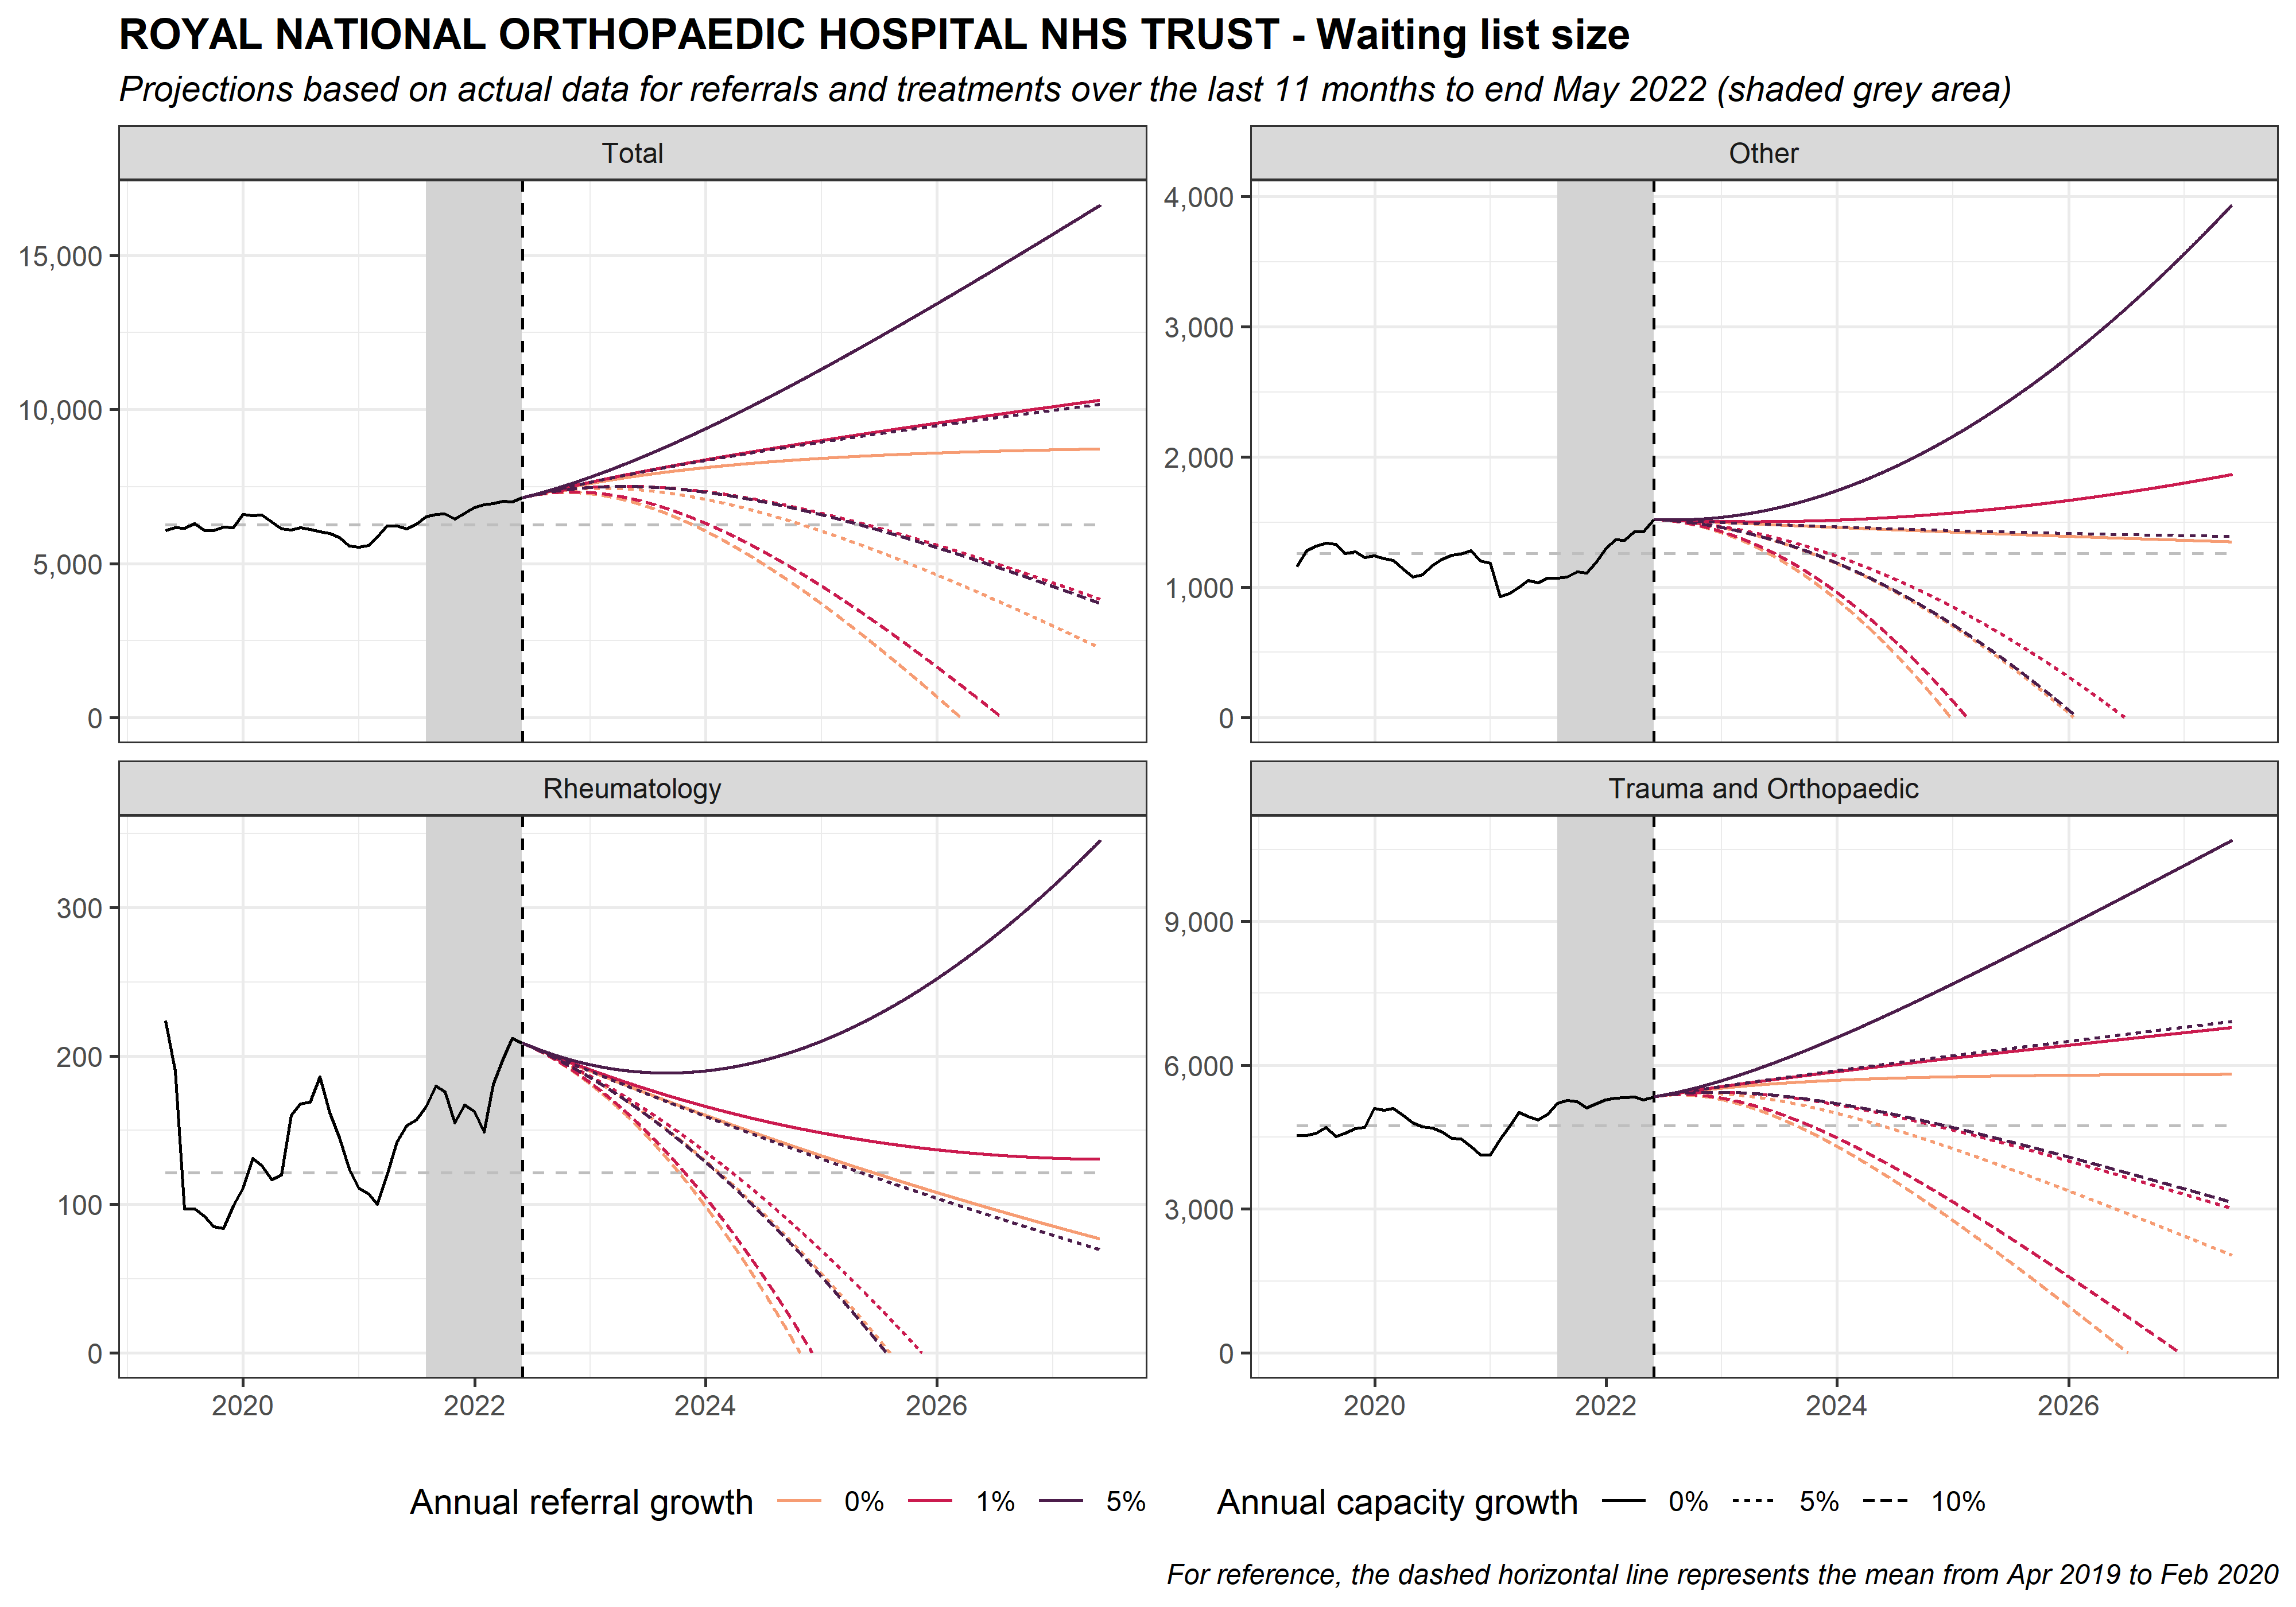 ROYAL NATIONAL ORTHOPAEDIC HOSPITAL NHS TRUST - Waiting list size
Projections based on actual data for referrals and treatments over the last 11 months to end May 2022 (shaded grey area)
Total
15,000
10,000
5,000
0
Other
4,000
3,000
2,000
1,000
0
Rheumatology
300
200
100
0
2020 2022 2024 2026
Trauma and Orthopaedic
9,000
6,000
3,000
0
2020 2022 2024 2026
Annual referral growth 0% 1% 5%
Annual capacity growth 0% 5% 10%
For reference, the dashed horizontal line represents the mean from Apr 2019 to Feb 2020